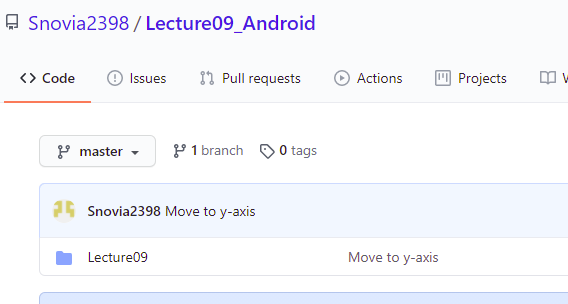 Snovia2398 / Lecture09_Android
Code Issues Pull requests Actions Projects
master 1 branch 0 tags
Snovia2398 Move to y-axis
Lecture09 Move to y-axis